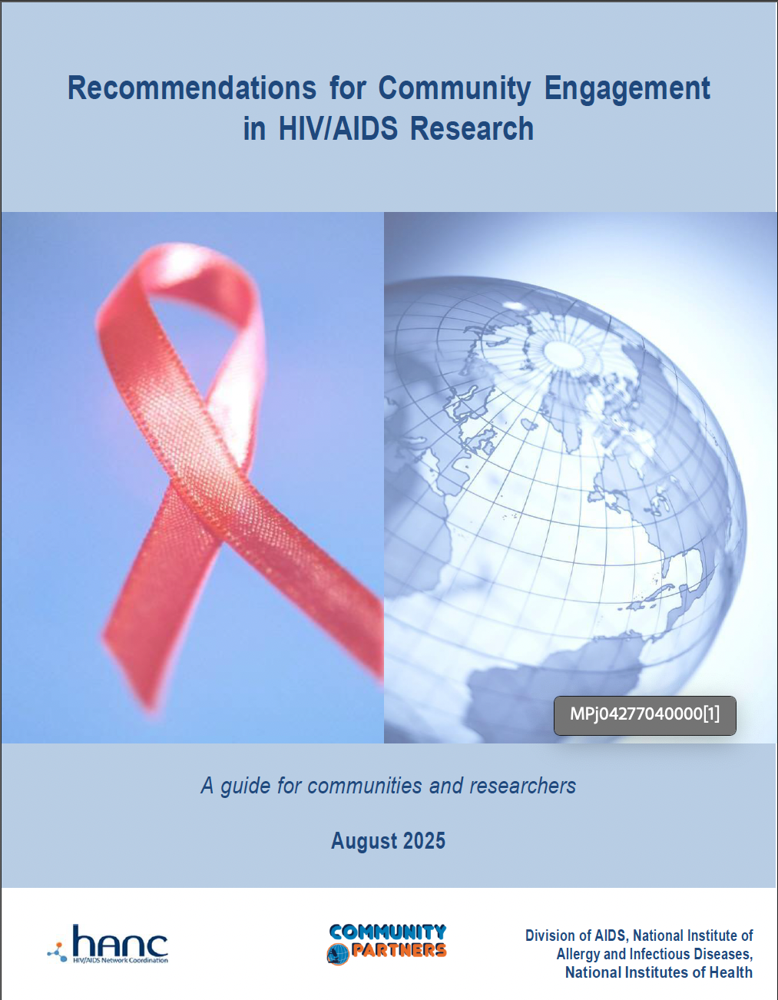 Recommendations for Community Engagement
in HIV/AIDS Research
MPj04277040000[1]
A guide for communities and researchers
August 2025
hanc
HIV/AIDS Network Coordination
COMMUNITY
PARTNERS
Division of AIDS, National Institute of
Allergy and Infectious Diseases,
National Institutes of Health